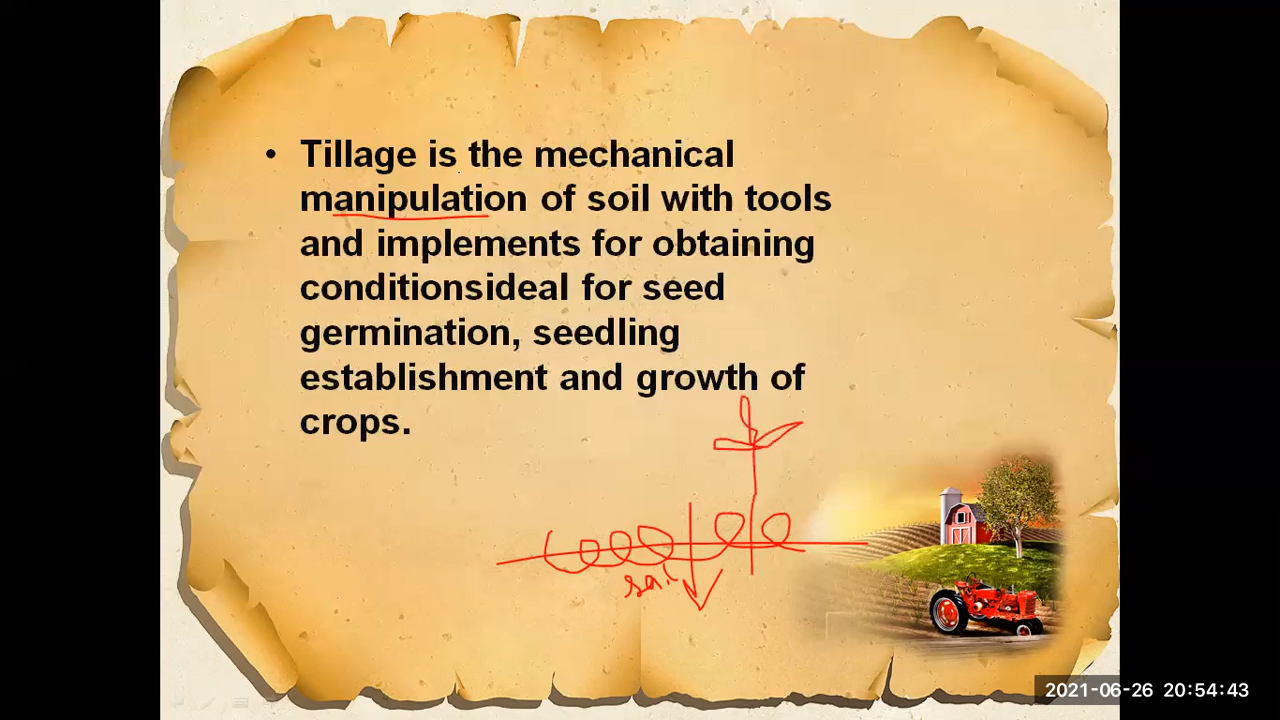 • Tillage is the mechanical
manipulation of soil with tools
and implements for obtaining
conditionsideal for seed
germination, seedling
establishment and growth of
crops.
2021-06-26 20:54:43